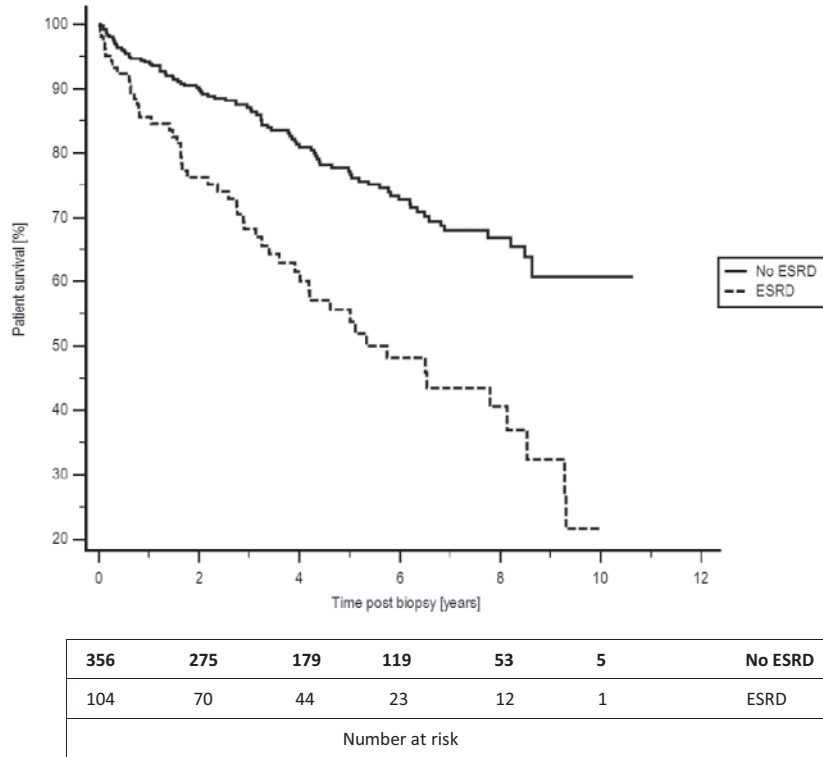 100
90
80
70
60
50
40
30
20
Patient survival [%]
No ESRD
ESRD
0 2 4 6 8 10 12
Time post biopsy [years]
356 275 179 119 53 5 No ESRD
104 70 44 23 12 1 ESRD
Number at risk